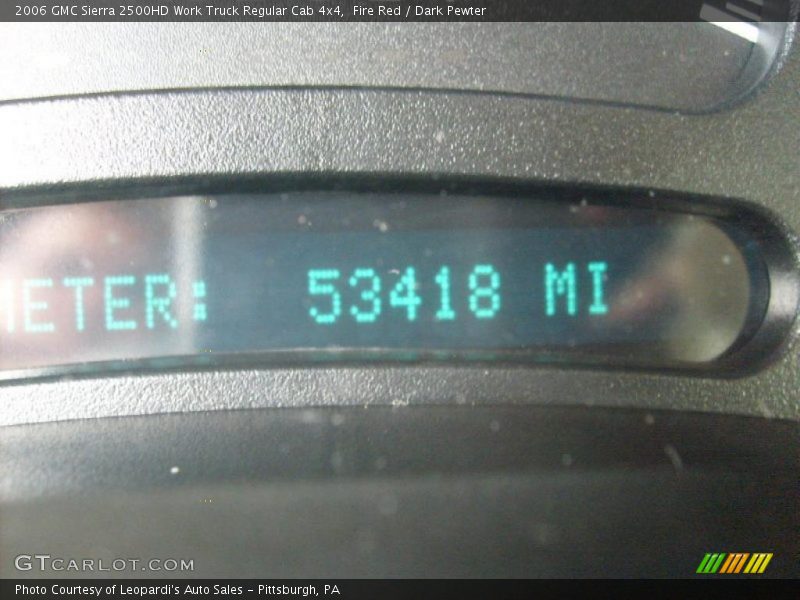 2006 GMC Sierra 2500HD Work Truck Regular Cab 4x4, Fire Red / Dark Pewter
METER: 53418 MI
GTCARLOT.COM
Photo Courtesy of Leopardi's Auto Sales - Pittsburgh, PA